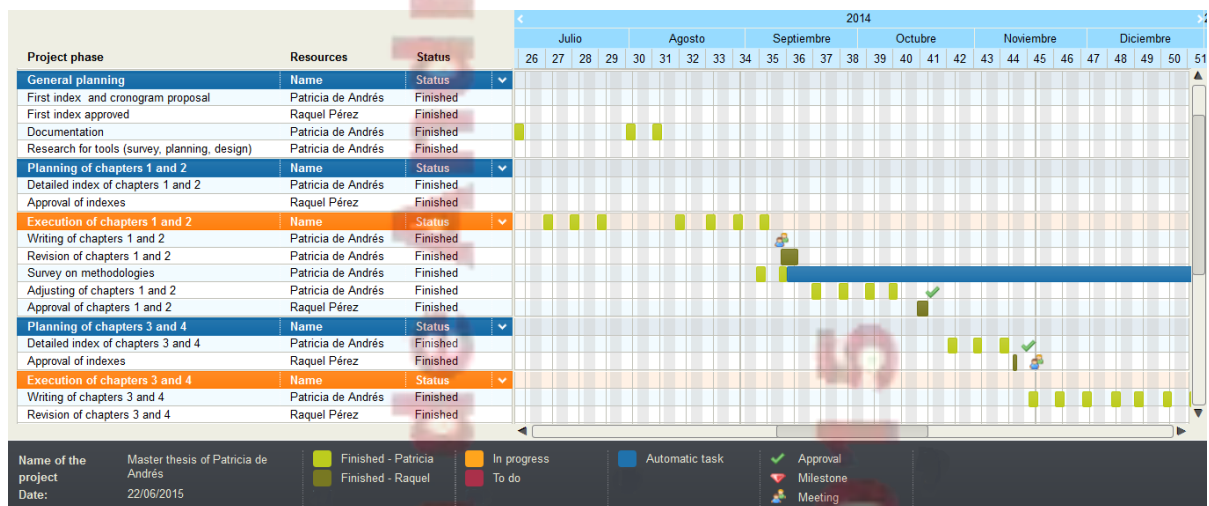 2014
Julio Agosto Septiembre Octubre Noviembre Diciembre
Project phase Resources Status 26 27 28 29 30 31 32 33 34 35 36 37 38 39 40 41 42 43 44 45 46 47 48 49 50 51
General planning Name Status
First index and cronogram proposal Patricia de Andrés Finished
First index approved Raquel Pérez Finished
Documentation Patricia de Andrés Finished
Research for tools (survey, planning, design) Patricia de Andrés Finished
Planning of chapters 1 and 2 Name Status
Detailed index of chapters 1 and 2 Patricia de Andrés Finished
Approval of indexes Raquel Pérez Finished
Execution of chapters 1 and 2 Name Status
Writing of chapters 1 and 2 Patricia de Andrés Finished
Revision of chapters 1 and 2 Patricia de Andrés Finished
Survey on methodologies Patricia de Andrés Finished
Adjusting of chapters 1 and 2 Patricia de Andrés Finished
Approval of chapters 1 and 2 Raquel Pérez Finished
Planning of chapters 3 and 4 Name Status
Detailed index of chapters 3 and 4 Patricia de Andrés Finished
Approval of indexes Raquel Pérez Finished
Execution of chapters 3 and 4 Name Status
Writing of chapters 3 and 4 Patricia de Andrés Finished
Revision of chapters 3 and 4 Raquel Pérez Finished
Name of the project Master thesis of Patricia de Andrés
Date: 22/06/2015
Finished - Patricia
Finished - Raquel
In progress
To do
Automatic task
Approval
Milestone
Meeting